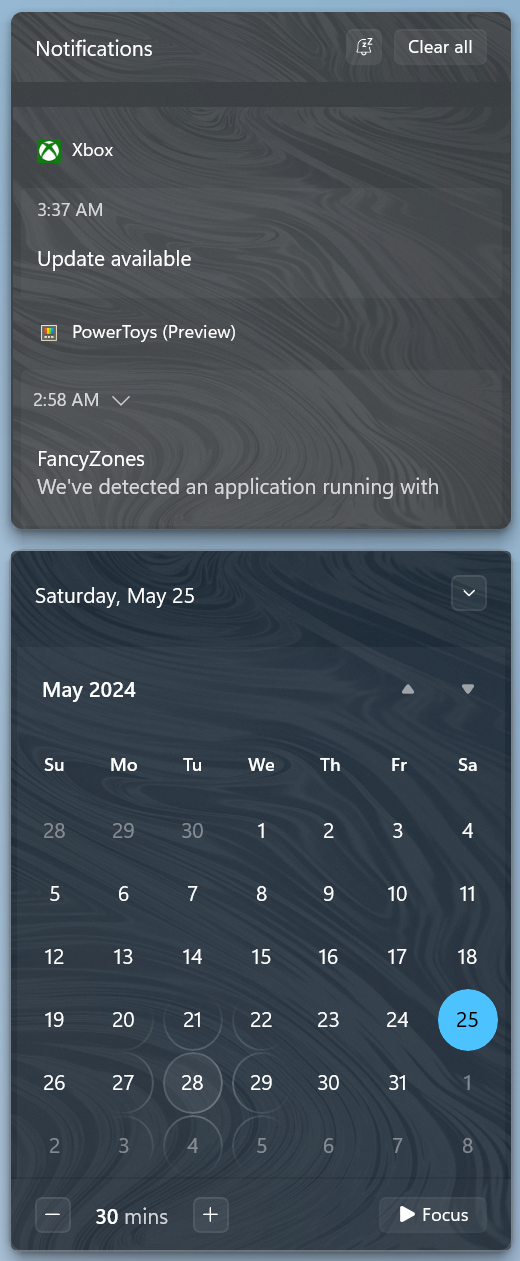 Notifications
Clear all
Xbox
3:37 AM
Update available
PowerToys (Preview)
2:58 AM
FancyZones
We've detected an application running with
Saturday, May 25
May 2024
Su Mo Tu We Th Fr Sa
28 29 30 1 2 3 4
5 6 7 8 9 10 11
12 13 14 15 16 17 18
19 20 21 22 23 24 25
26 27 28 29 30 31 1
2 3 4 5 6 7 8
30 mins
Focus